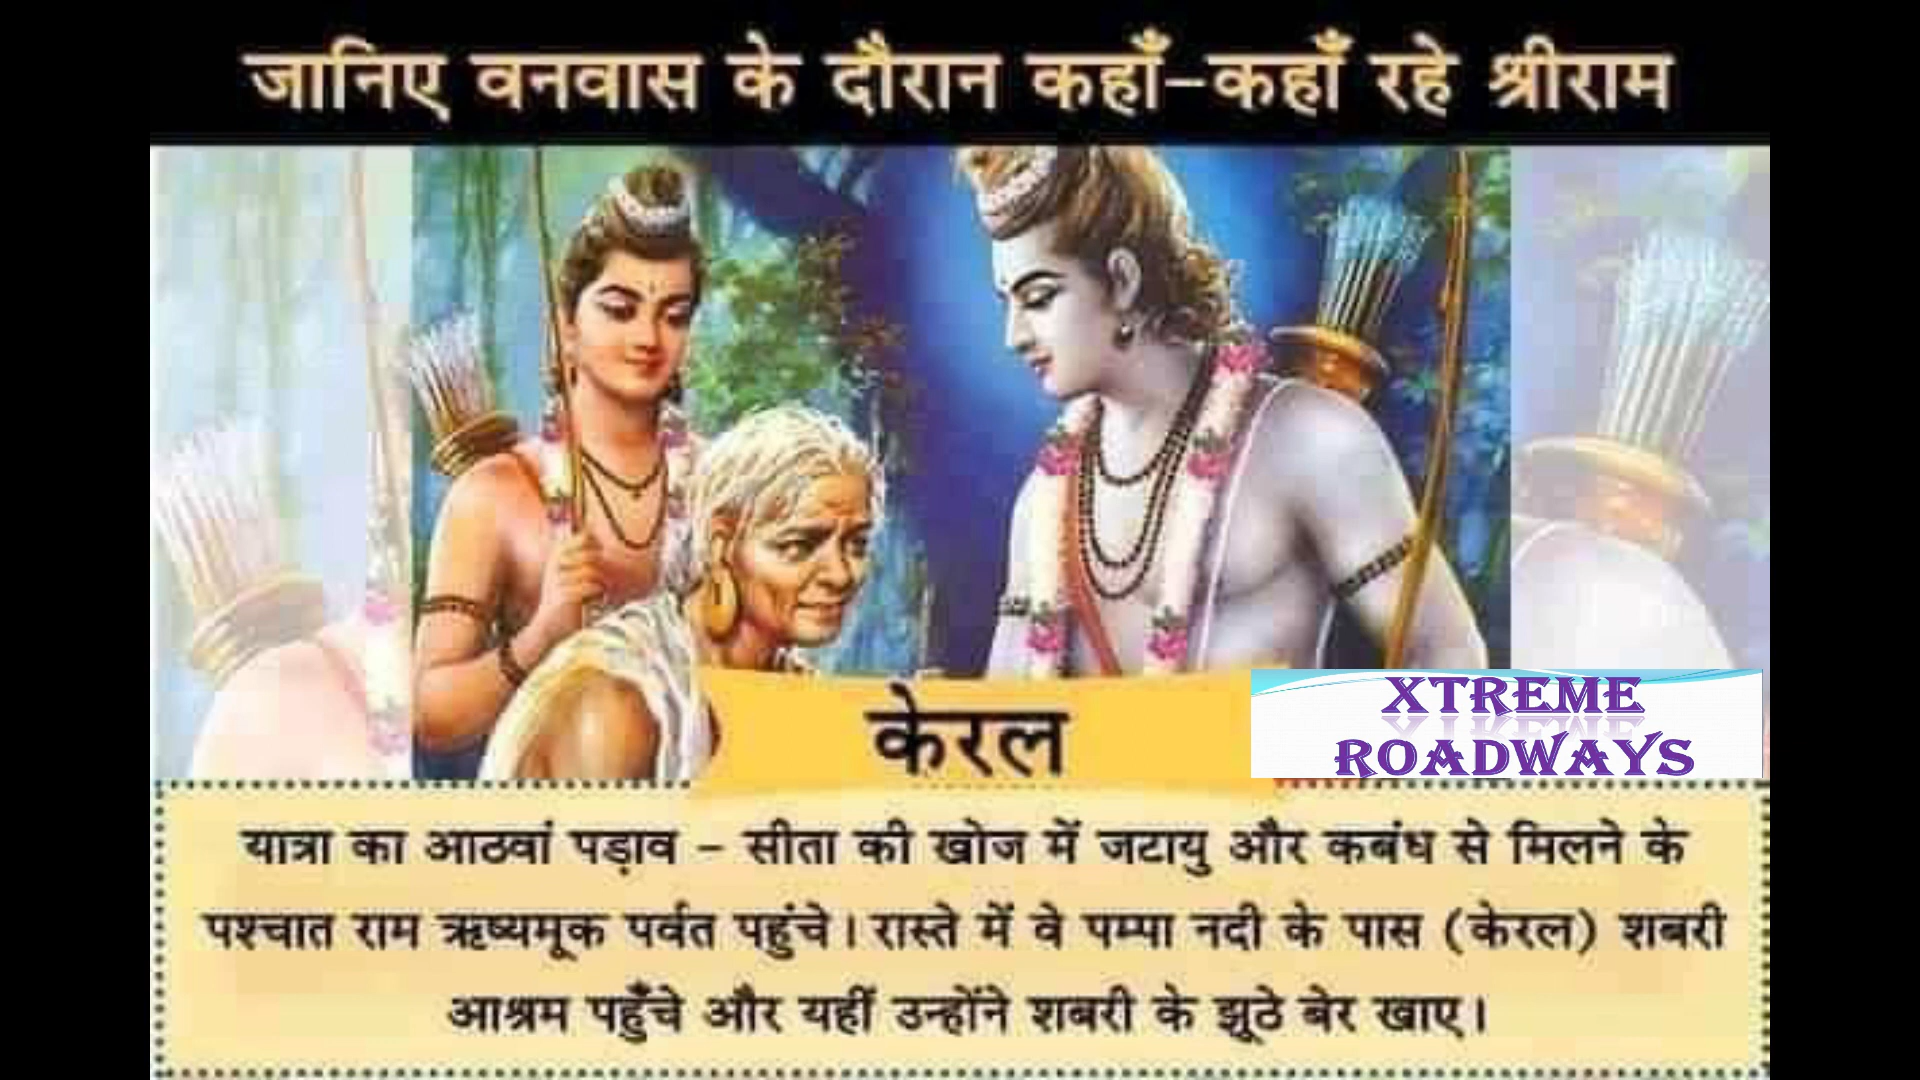 जानिए वनवास के दौरान कहाँ-कहाँ रहे श्रीराम
केरल
XTREME
ROADWAYS
यात्रा का आठवां पड़ाव - सीता की खोज में जटायु और कबंध से मिलने के
पश्चात राम ऋष्यमूक पर्वत पहुंचे। रास्ते में वे पम्पा नदी के पास (केरल) शबरी
आश्रम पहुँचे और यहीं उन्होंने शबरी के झूठे बेर खाए।